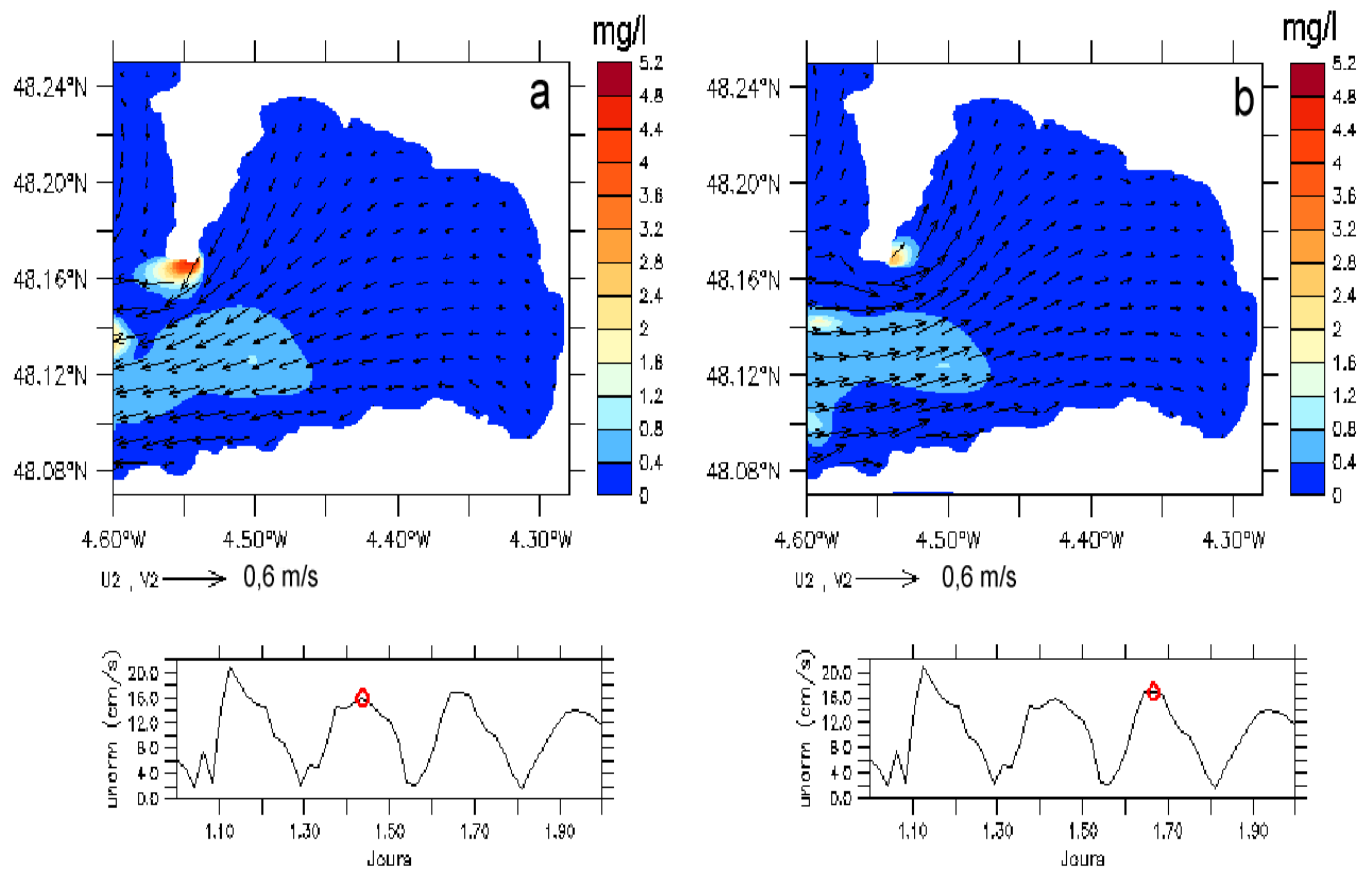 mg/l
a
48.24°N
48.20°N
48.16°N
48.12°N
48.08°N
5.2
4.8
4.4
4
3.6
3.2
2.8
2.4
2
1.6
1.2
0.8
0.4
0
4.60°W 4.50°W 4.40°W 4.30°W
U2 , V2 0,6 m/s
unorm (cm/s)
20.0
16.0
12.0
8.0
4.0
0.0
1.10 1.30 1.50 1.70 1.90
Jours
mg/l
b
48.24°N
48.20°N
48.16°N
48.12°N
48.08°N
5.2
4.8
4.4
4
3.6
3.2
2.8
2.4
2
1.6
1.2
0.8
0.4
0
4.60°W 4.50°W 4.40°W 4.30°W
U2 , V2 0,6 m/s
unorm (cm/s)
20.0
16.0
12.0
8.0
4.0
0.0
1.10 1.30 1.50 1.70 1.90
Jours